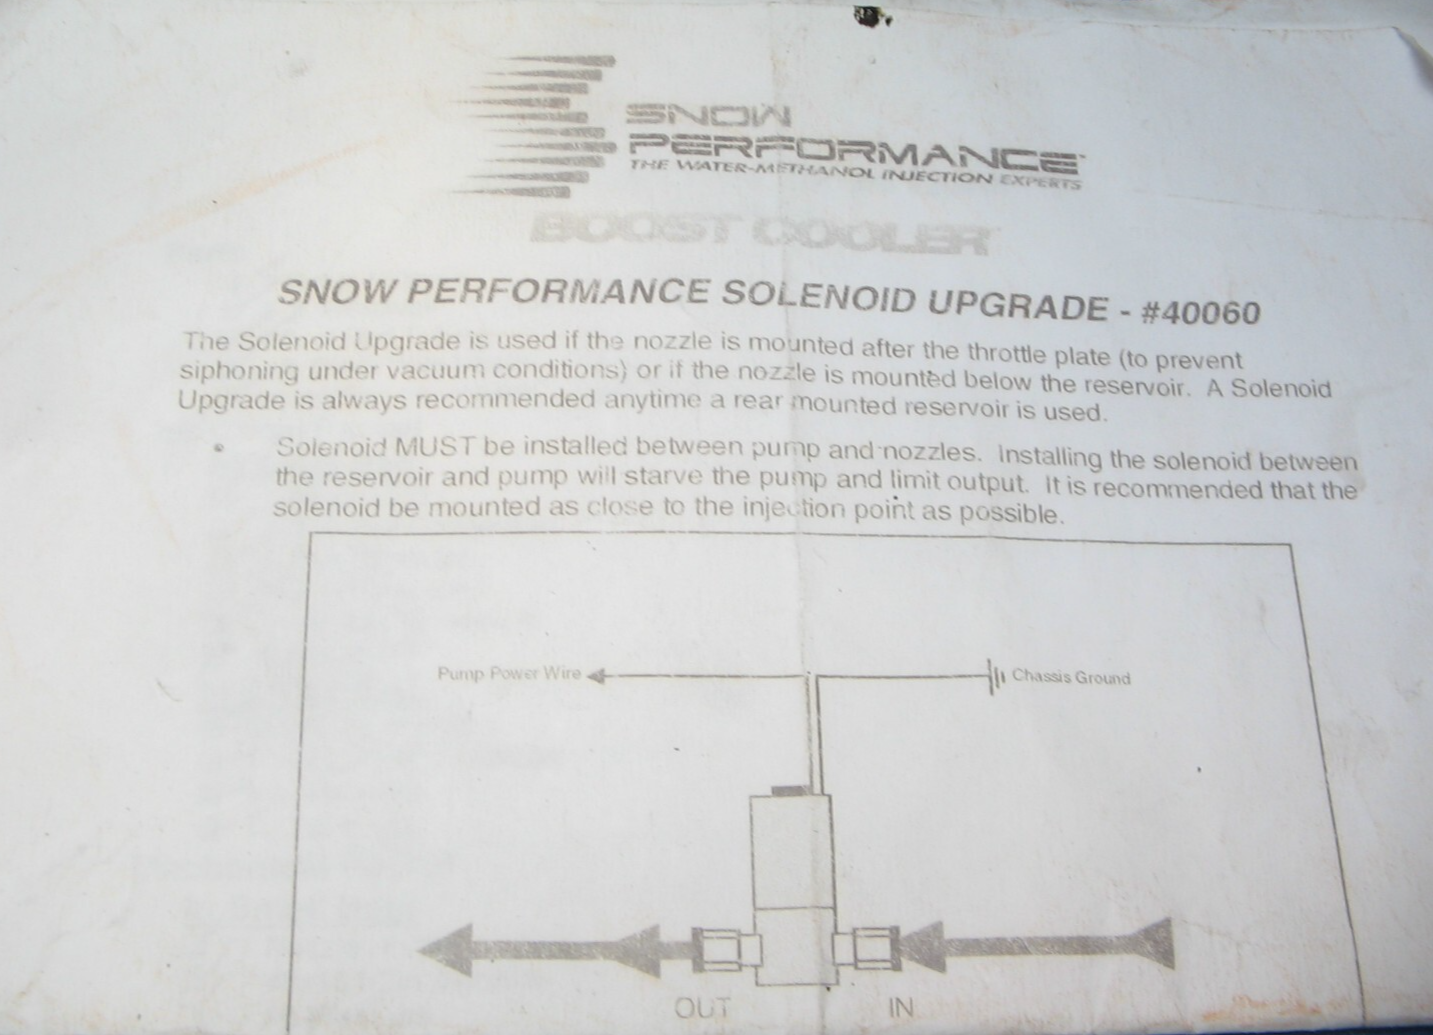 SNOW
PERFORMANCE
THE WATER-METHANOL INJECTION EXPERTS
BOOST COOLER
SNOW PERFORMANCE SOLENOID UPGRADE - #40060
The Solenoid Upgrade is used if the nozzle is mounted after the throttle plate (to prevent
siphoning under vacuum conditions) or if the nozzle is mounted below the reservoir. A Solenoid
Upgrade is always recommended anytime a rear mounted reservoir is used.
• Solenoid MUST be installed between pump and nozzles. Installing the solenoid between
the reservoir and pump will starve the pump and limit output. It is recommended that the
solenoid be mounted as close to the injection point as possible.
Pump Power Wire
Chassis Ground
OUT
IN